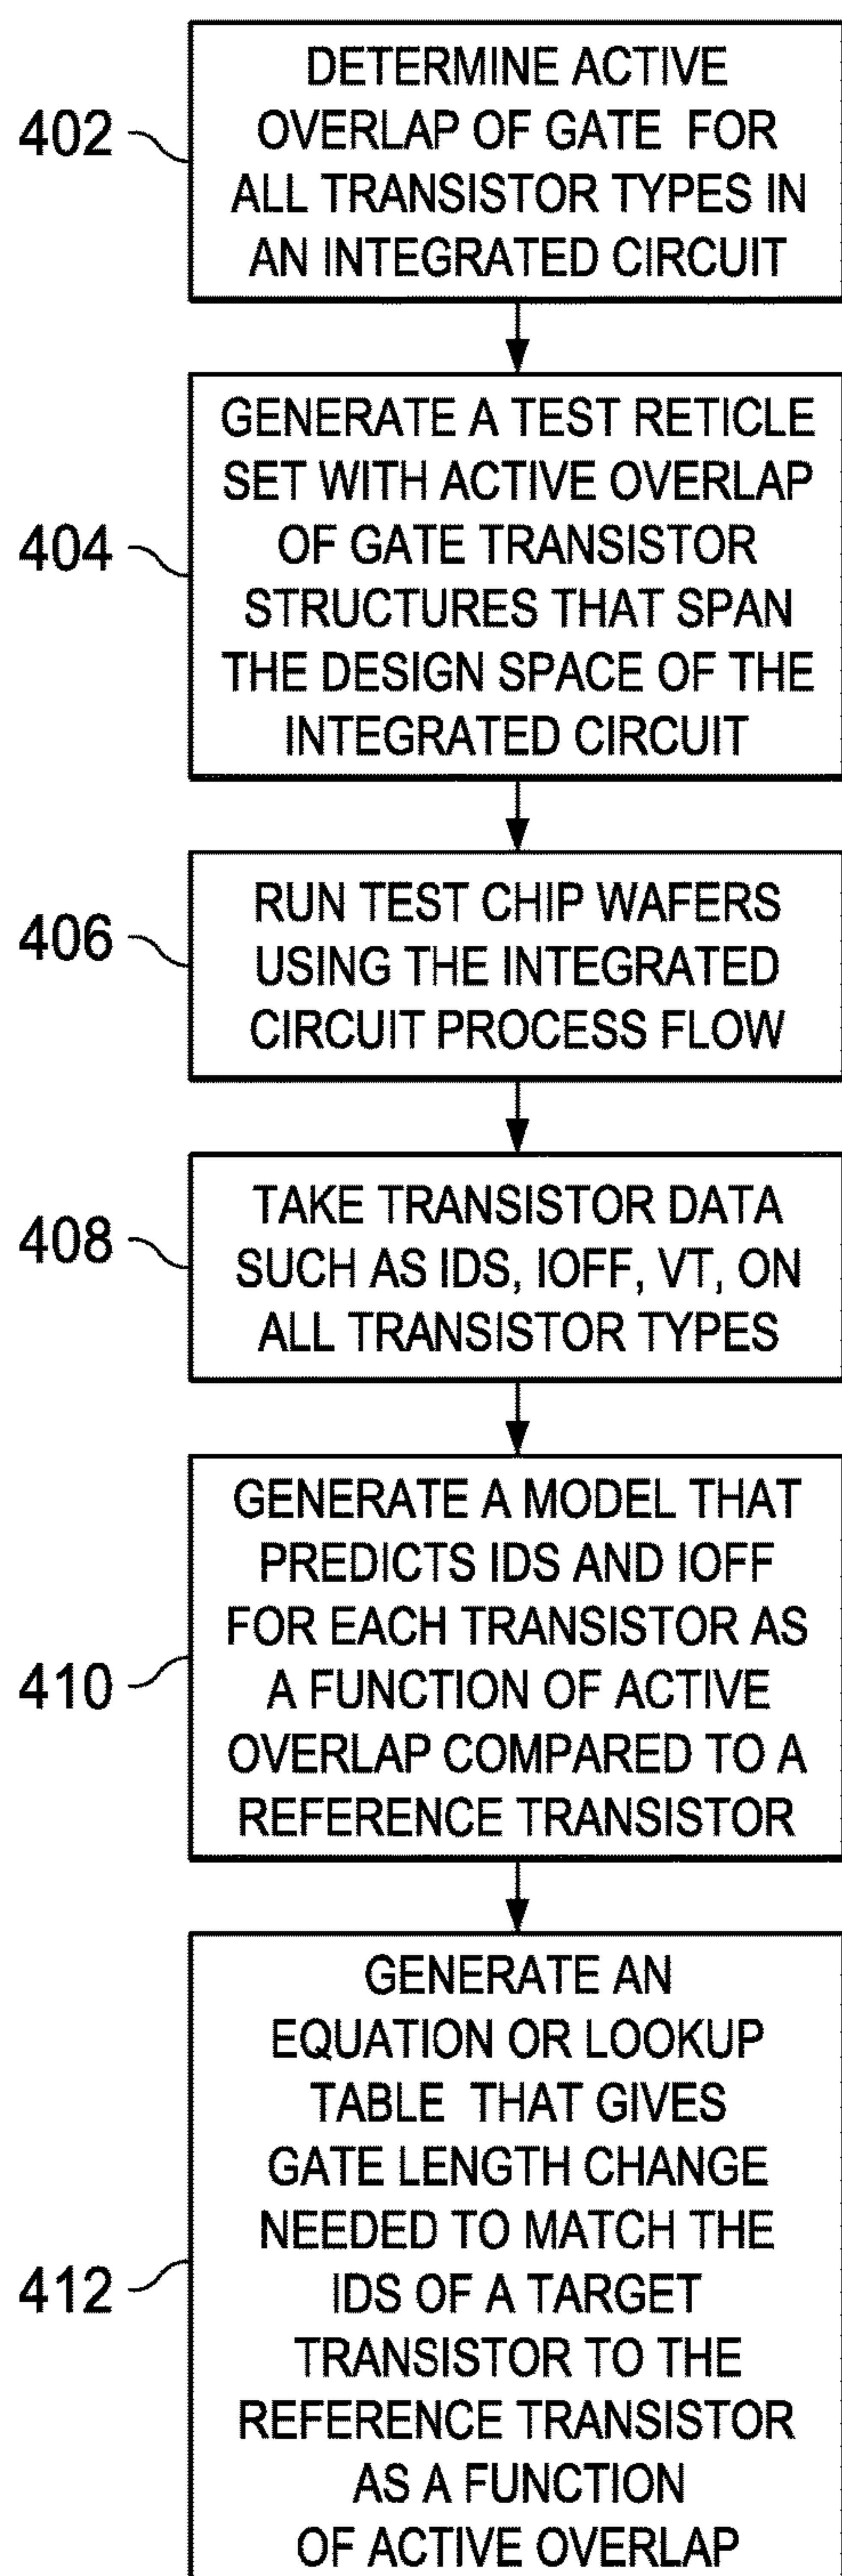 402
DETERMINE ACTIVE
OVERLAP OF GATE FOR
ALL TRANSISTOR TYPES IN
AN INTEGRATED CIRCUIT
404
GENERATE A TEST RETICLE
SET WITH ACTIVE OVERLAP
OF GATE TRANSISTOR
STRUCTURES THAT SPAN
THE DESIGN SPACE OF THE
INTEGRATED CIRCUIT
406
RUN TEST CHIP WAFERS
USING THE INTEGRATED
CIRCUIT PROCESS FLOW
408
TAKE TRANSISTOR DATA
SUCH AS IDS, IOFF, VT, ON
ALL TRANSISTOR TYPES
410
GENERATE A MODEL THAT
PREDICTS IDS AND IOFF
FOR EACH TRANSISTOR AS
A FUNCTION OF ACTIVE
OVERLAP COMPARED TO A
REFERENCE TRANSISTOR
412
GENERATE AN
EQUATION OR LOOKUP
TABLE THAT GIVES
GATE LENGTH CHANGE
NEEDED TO MATCH THE
IDS OF A TARGET
TRANSISTOR TO THE
REFERENCE TRANSISTOR
AS A FUNCTION
OF ACTIVE OVERLAP